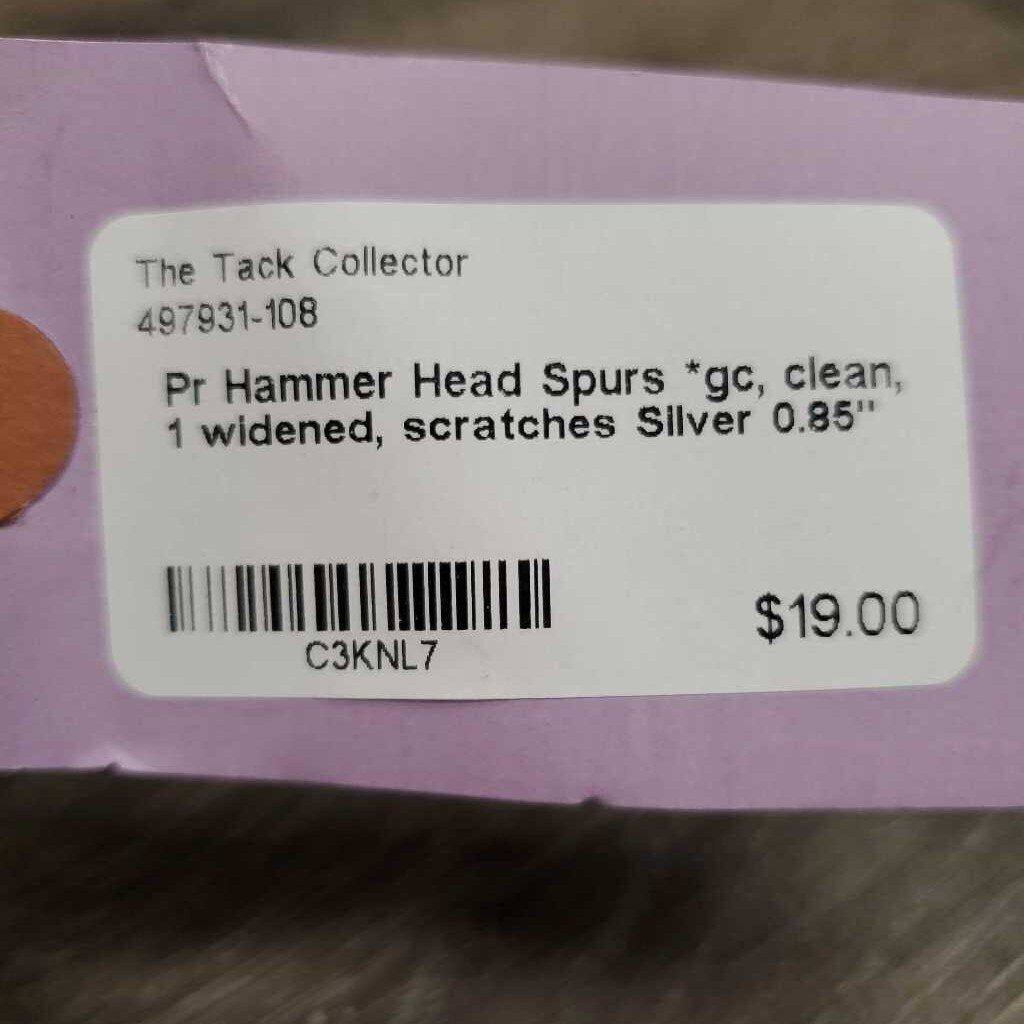 The Tack Collector
497931-108
Pr Hammer Head Spurs *gc, clean,
1 widened, scratches Silver 0.85"
C3KNL7
$19.00